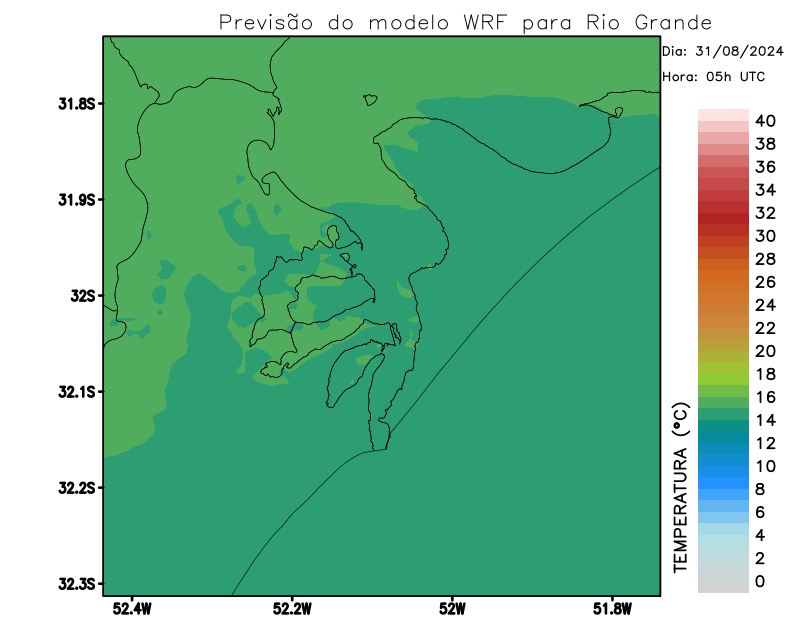 Previsão do modelo WRF para Rio Grande
Dia: 31/08/2024
Hora: 05h UTC
31.8S
31.9S
32S
32.1S
32.2S
32.3S
52.4W
52.2W
52W
51.8W
TEMPERATURA (°C)
40
38
36
34
32
30
28
26
24
22
20
18
16
14
12
10
8
6
4
2
0